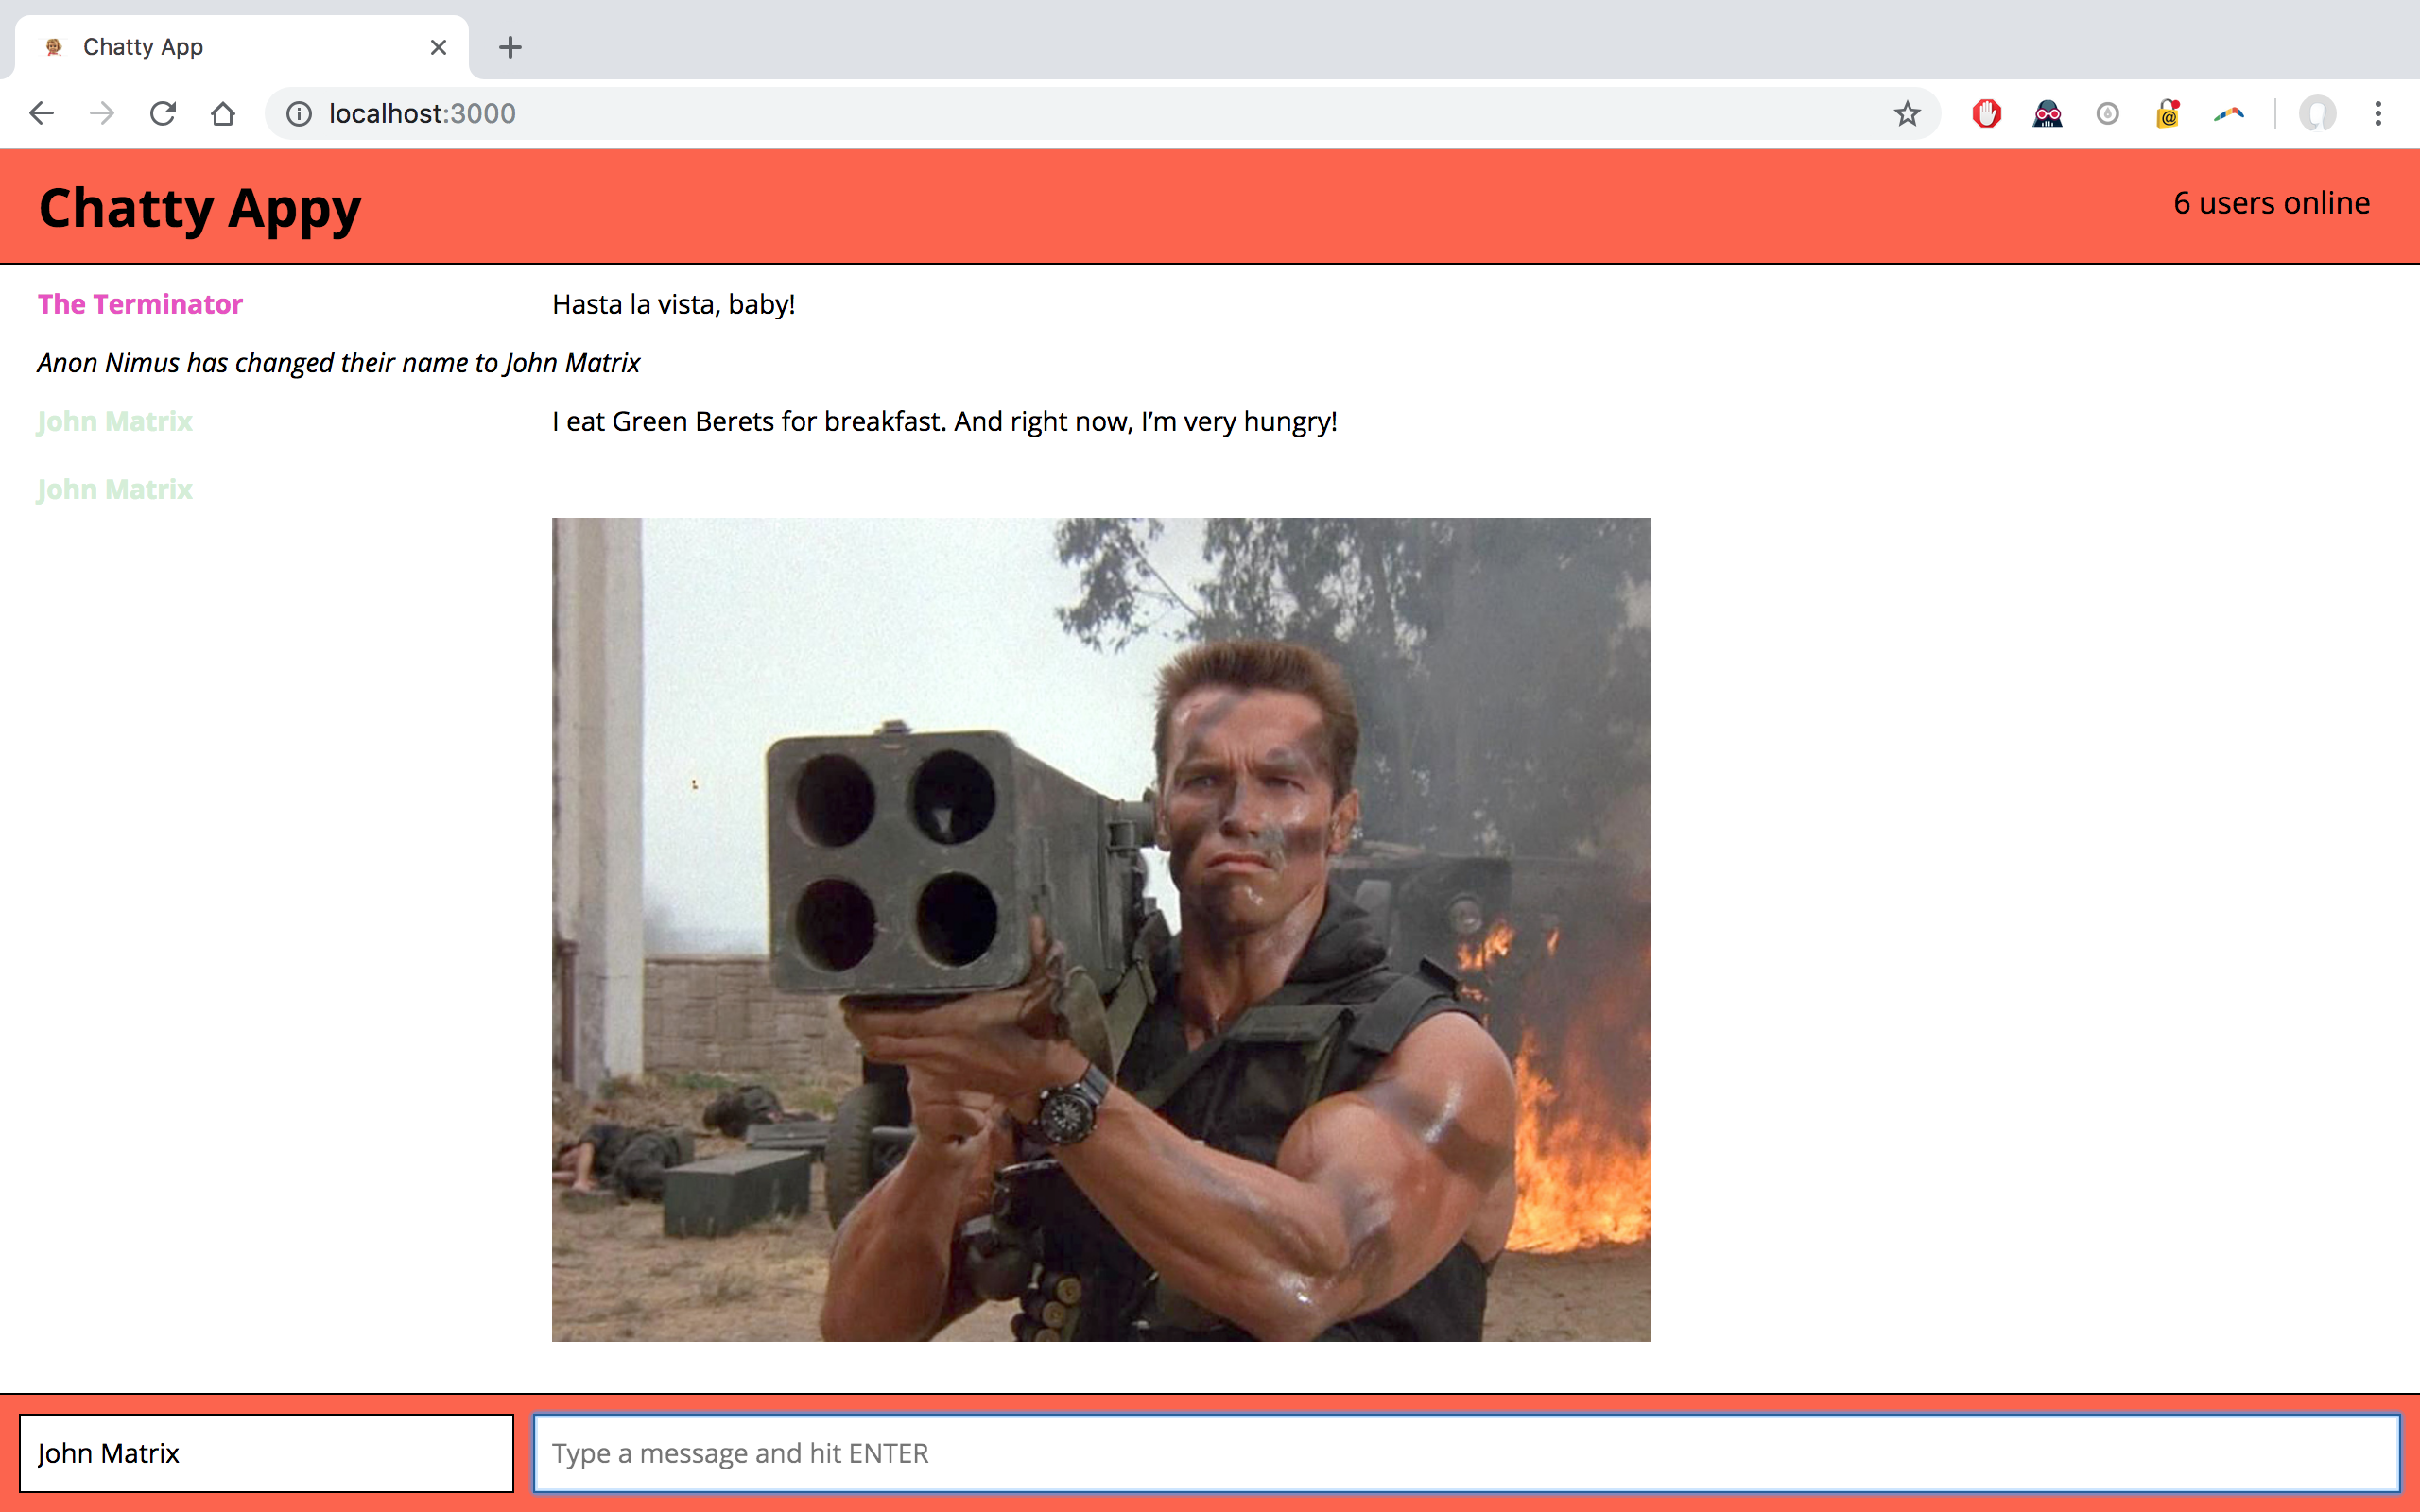 Chatty App
localhost:3000
@
Chatty Appy
6 users online
The Terminator Hasta la vista, baby!
Anon Nimus has changed their name to John Matrix
John Matrix I eat Green Berets for breakfast. And right now, I’m very hungry!
John Matrix
John Matrix
Type a message and hit ENTER